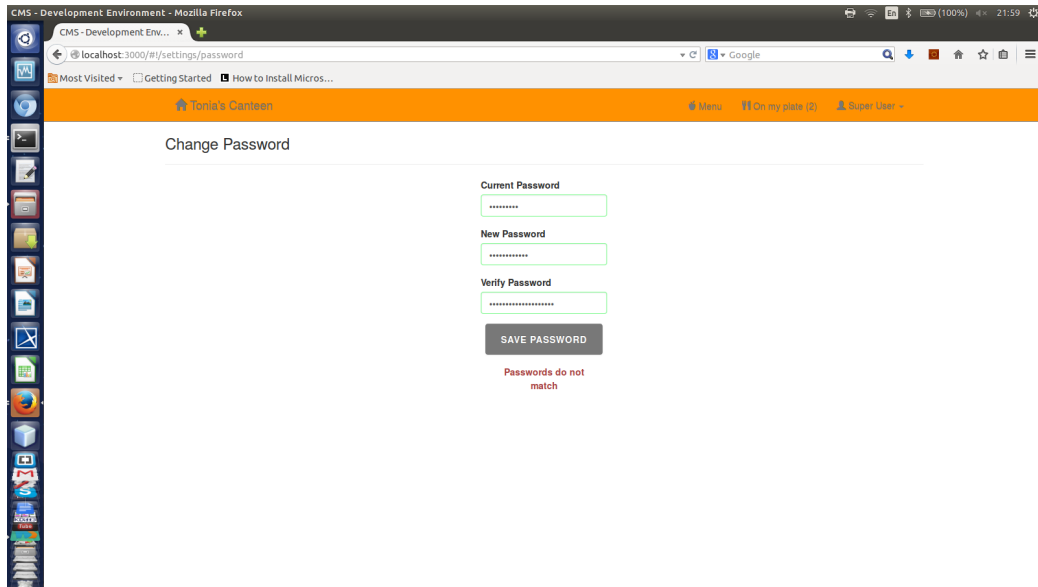 CMS - Development Environment - Mozilla Firefox
En (100%) 21:59
CMS - Development Env... ×
localhost:3000/#!/settings/password
Google
Most Visited Getting Started L How to Install Micros...
Tonia's Canteen Menu On my plate (2) Super User
Change Password
Current Password
•••••••••
New Password
••••••••••••
Verify Password
••••••••••••••••••••
SAVE PASSWORD
Passwords do not
match